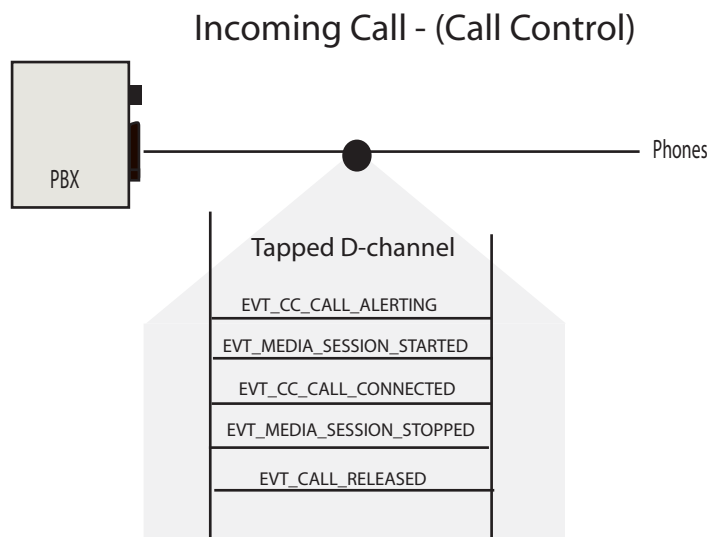 Incoming Call - (Call Control)
PBX
Phones
Tapped D-channel
EVT_CC_CALL_ALERTING
EVT_MEDIA_SESSION_STARTED
EVT_CC_CALL_CONNECTED
EVT_MEDIA_SESSION_STOPPED
EVT_CALL_RELEASED